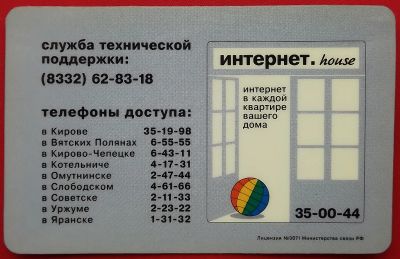 служба технической
поддержки:
(8332) 62-83-18
телефоны доступа:
в Кирове 35-19-98
в Вятских Полянах 6-55-55
в Кирово-Чепецке 6-43-11
в Котельниче 4-17-31
в Омутнинске 2-47-44
в Слободском 4-61-66
в Советске 2-11-33
в Уржуме 2-23-22
в Яранске 1-31-32
интернет.house
интернет
в каждой
квартире
вашего
дома
35-00-44
Лицензия №3071 Министерства связи РФ